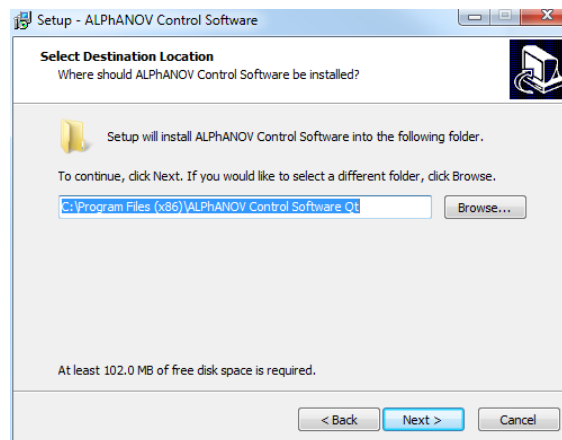 Setup - ALPhANOV Control Software
Select Destination Location
Where should ALPhANOV Control Software be installed?
Setup will install ALPhANOV Control Software into the following folder.
To continue, click Next. If you would like to select a different folder, click Browse.
C:\Program Files (x86)\ALPhANOV Control Software Qt
Browse...
At least 102.0 MB of free disk space is required.
< Back
Next >
Cancel